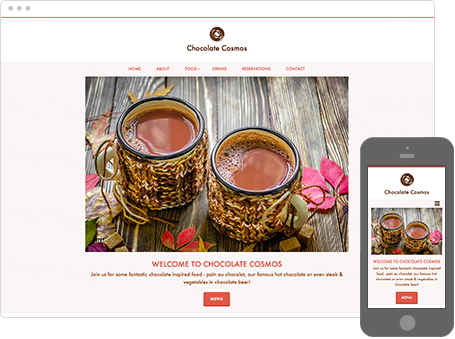 Chocolate Cosmos
HOME ABOUT FOOD DRINKS RESERVATIONS CONTACT
WELCOME TO CHOCOLATE COSMOS
Join us for some fantastic chocolate inspired food - pain au chocolat, our famous hot chocolate or even steak &
vegetables in chocolate beer!
MENU
Chocolate Cosmos
WELCOME TO CHOCOLATE COSMOS
Join us for some fantastic chocolate inspired
food - pain au chocolat, our famous hot
chocolate or even steak & vegetables in
chocolate beer!
MENU